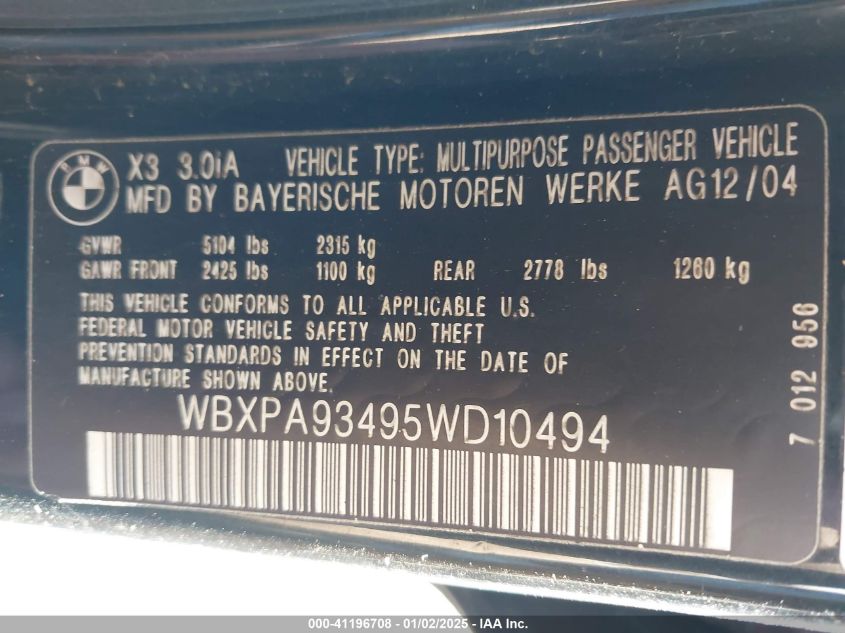 BMW
X3 3.0iA VEHICLE TYPE: MULTIPURPOSE PASSENGER VEHICLE
MFD BY BAYERISCHE MOTOREN WERKE AG12/04
GVWR 5104 lbs 2315 kg
GAWR FRONT 2425 lbs 1100 kg REAR 2778 lbs 1260 kg
THIS VEHICLE CONFORMS TO ALL APPLICABLE U.S.
FEDERAL MOTOR VEHICLE SAFETY AND THEFT
PREVENTION STANDARDS IN EFFECT ON THE DATE OF
MANUFACTURE SHOWN ABOVE.
WBXPA93495WD10494
7 012 956
000-41196708 - 01/02/2025 - IAA Inc.